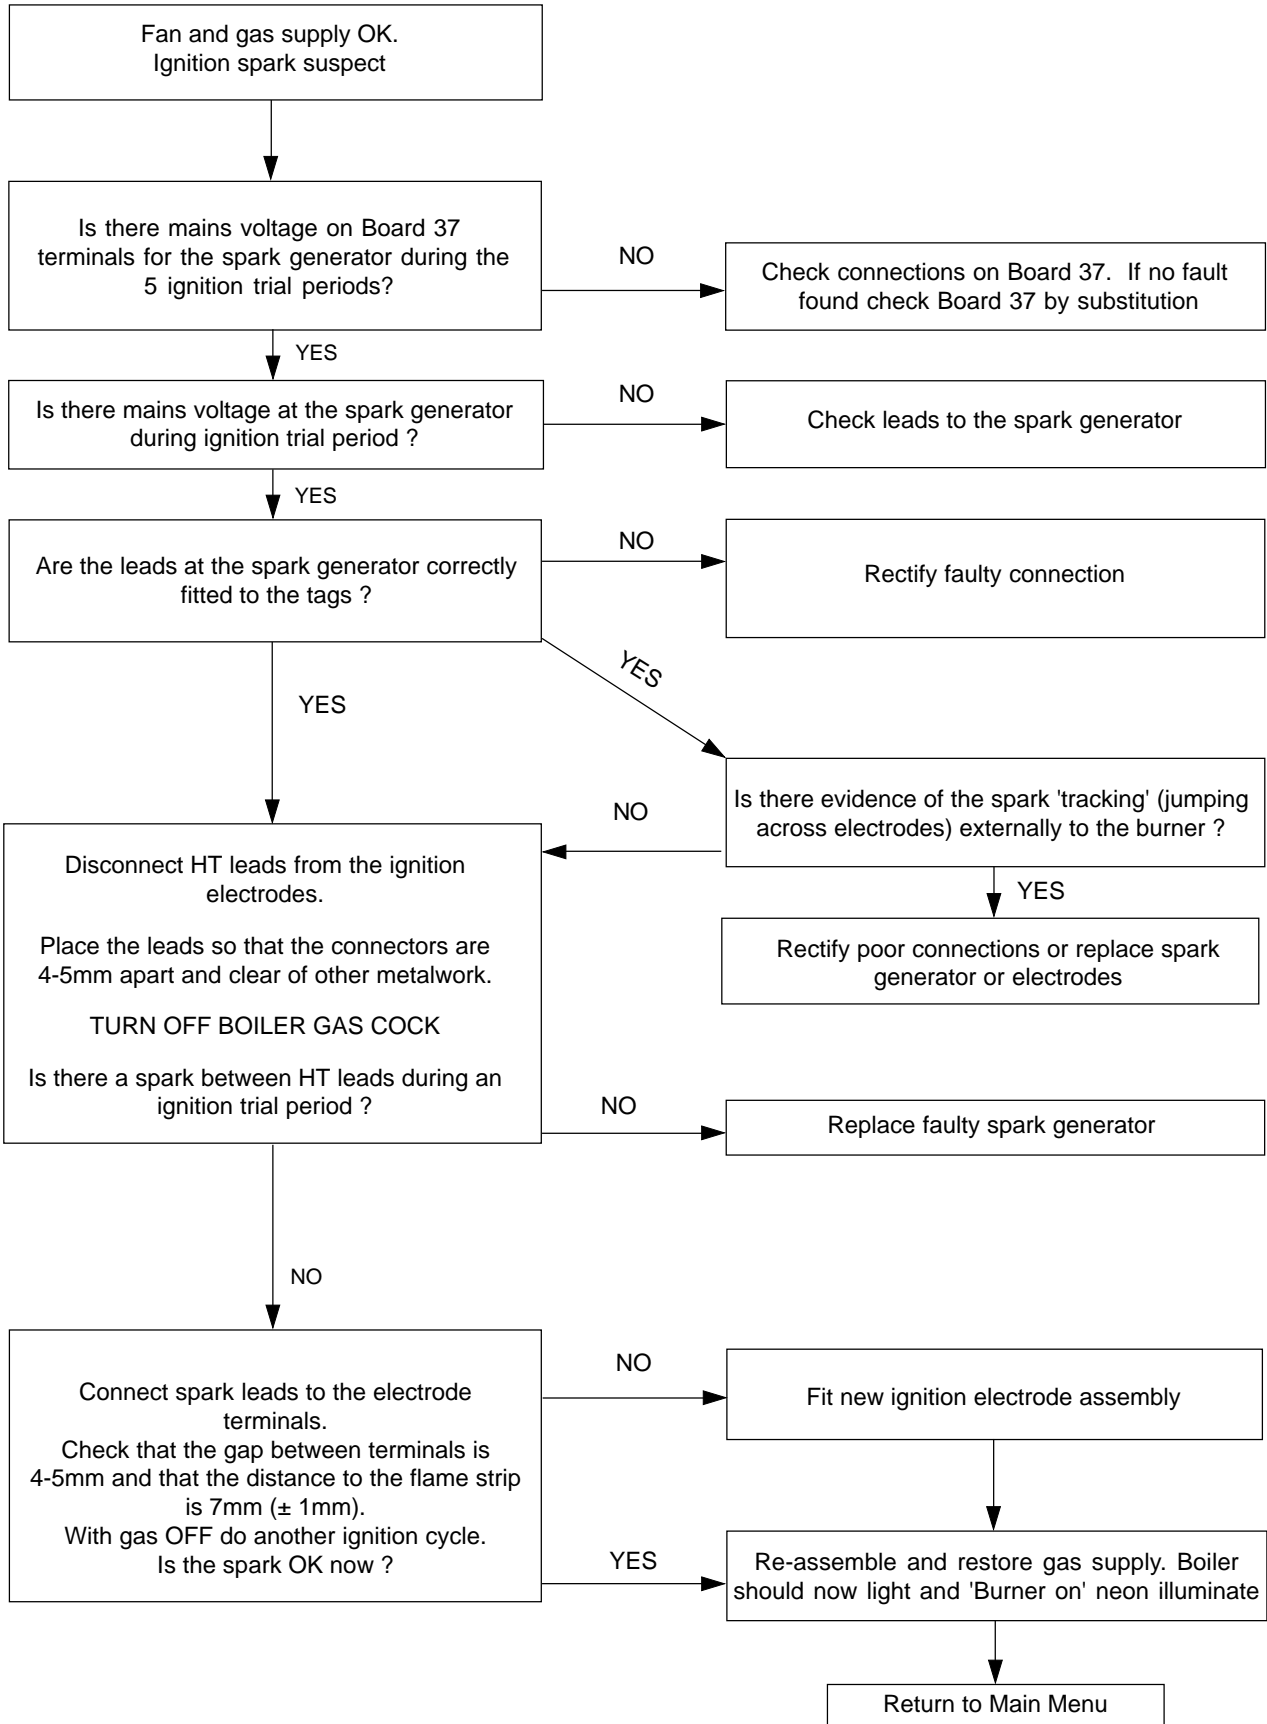 Fan and gas supply OK.
Ignition spark suspect
Is there mains voltage on Board 37
terminals for the spark generator during the
5 ignition trial periods?
NO
Check connections on Board 37. If no fault
found check Board 37 by substitution
YES
Is there mains voltage at the spark generator
during ignition trial period ?
NO
Check leads to the spark generator
YES
Are the leads at the spark generator correctly
fitted to the tags ?
NO
Rectify faulty connection
YES
YES
Is there evidence of the spark 'tracking' (jumping
across electrodes) externally to the burner ?
NO
YES
Rectify poor connections or replace spark
generator or electrodes
Disconnect HT leads from the ignition
electrodes.
Place the leads so that the connectors are
4-5mm apart and clear of other metalwork.
TURN OFF BOILER GAS COCK
Is there a spark between HT leads during an
ignition trial period ?
NO
Replace faulty spark generator
NO
Connect spark leads to the electrode
terminals.
Check that the gap between terminals is
4-5mm and that the distance to the flame strip
is 7mm (± 1mm).
With gas OFF do another ignition cycle.
Is the spark OK now ?
NO
Fit new ignition electrode assembly
YES
Re-assemble and restore gas supply. Boiler
should now light and 'Burner on' neon illuminate
Return to Main Menu